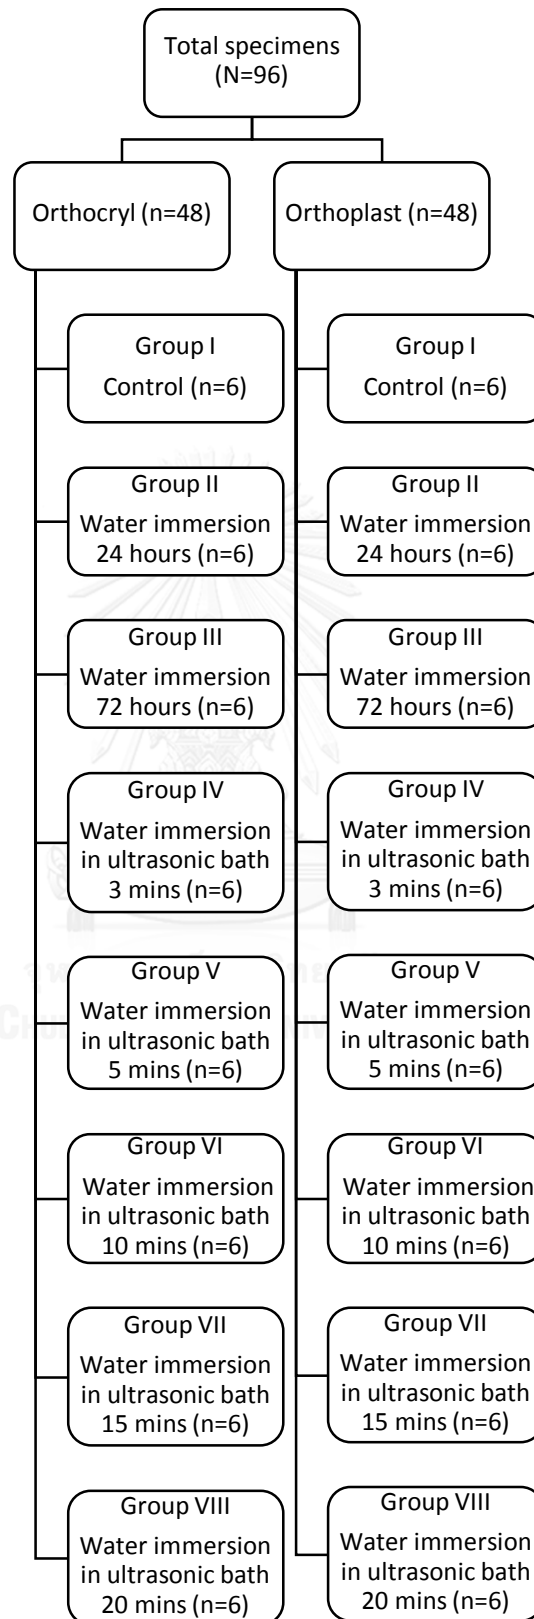 Total specimens
(N=96)
Orthocryl (n=48)
Orthoplast (n=48)
Group I
Control (n=6)
Group II
Water immersion
24 hours (n=6)
Group III
Water immersion
72 hours (n=6)
Group IV
Water immersion
in ultrasonic bath
3 mins (n=6)
Group V
Water immersion
in ultrasonic bath
5 mins (n=6)
Group VI
Water immersion
in ultrasonic bath
10 mins (n=6)
Group VII
Water immersion
in ultrasonic bath
15 mins (n=6)
Group VIII
Water immersion
in ultrasonic bath
20 mins (n=6)
Group I
Control (n=6)
Group II
Water immersion
24 hours (n=6)
Group III
Water immersion
72 hours (n=6)
Group IV
Water immersion
in ultrasonic bath
3 mins (n=6)
Group V
Water immersion
in ultrasonic bath
5 mins (n=6)
Group VI
Water immersion
in ultrasonic bath
10 mins (n=6)
Group VII
Water immersion
in ultrasonic bath
15 mins (n=6)
Group VIII
Water immersion
in ultrasonic bath
20 mins (n=6)